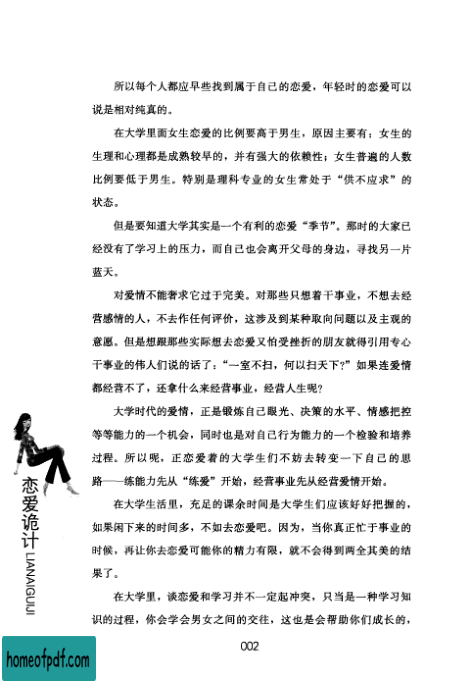 所以每个人都应早些找到属于自己的恋爱，年轻时的恋爱可以
说是相对纯真的。
在大学里面女生恋爱的比例要高于男生，原因主要有：女生的
生理和心理都是成熟较早的，并有强大的依赖性；女生普遍的人数
比例要低于男生。特别是理科专业的女生常处于“供不应求”的
状态。
但是要知道大学其实是一个有利的恋爱“季节”。那时的大家已
经没有了学习上的压力，而自己也会离开父母的身边，寻找另一片
蓝天。
对爱情不能奢求它过于完美。对那些只想着干事业，不想去经
营感情的人，不去作任何评价，这涉及到某种取向问题以及主观的
意愿。但是想跟那些实际想去恋爱又怕受挫折的朋友就得引用专心
干事业的伟人们说的话了：“一室不扫，何以扫天下?”如果连爱情
都经营不了，还拿什么来经营事业，经营人生呢?
大学时代的爱情，正是锻炼自己眼光、决策的水平、情感把控
等等能力的一个机会，同时也是对自己行为能力的一个检验和培养
过程。所以呢，正恋爱着的大学生们不妨去转变一下自己的思
路——练能力先从“练爱”开始，经营事业先从经营爱情开始。
在大学生活里，充足的课余时间是大学生们应该好好把握的，
如果闲下来的时间多，不如去恋爱吧。因为，当你真正忙于事业的
时候，再让你去恋爱可能你的精力有限，就不会得到两全其美的结
果了。
在大学里，谈恋爱和学习并不一定起冲突，只当是一种学习知
识的过程，你会学会男女之间的交往，这也是会帮助你们成长的，
恋爱诡计
LIANAIGUIJI
002
homeofpdf.com